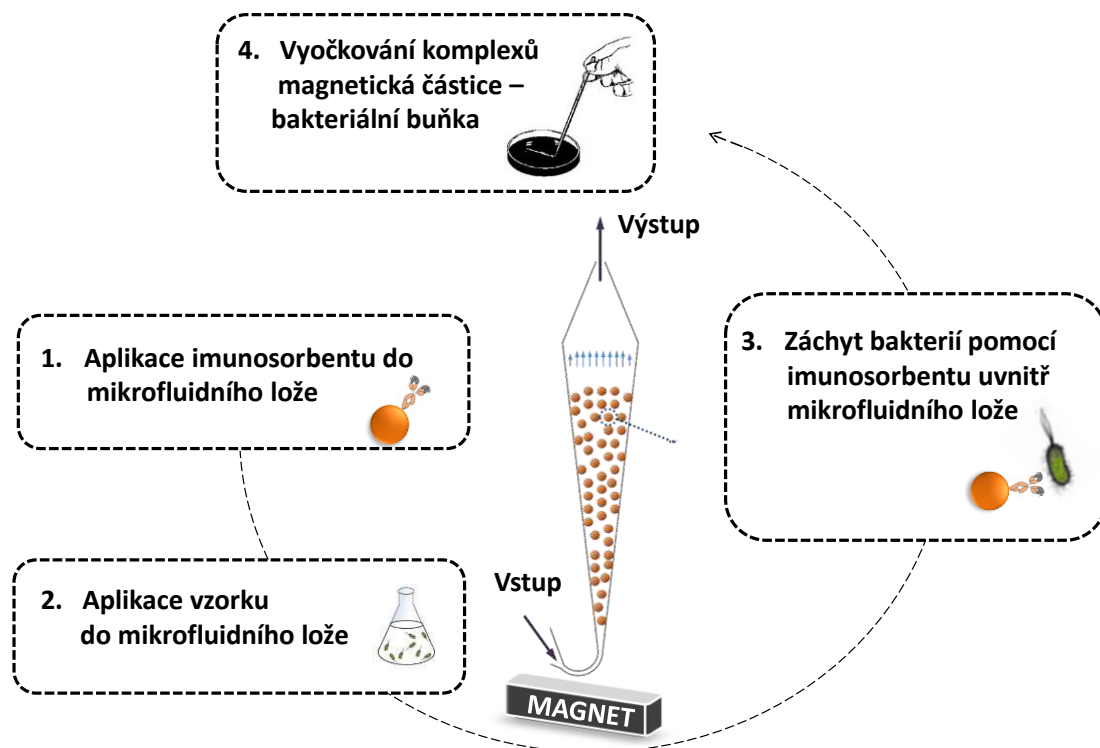 4. Vyočkování komplexů
magnetická částice –
bakteriální buňka
Výstup
1. Aplikace imunosorbentu do
mikrofluidního lože
3. Záchyt bakterií pomocí
imunosorbentu uvnitř
mikrofluidního lože
2. Aplikace vzorku
do mikrofluidního lože
Vstup
MAGNET